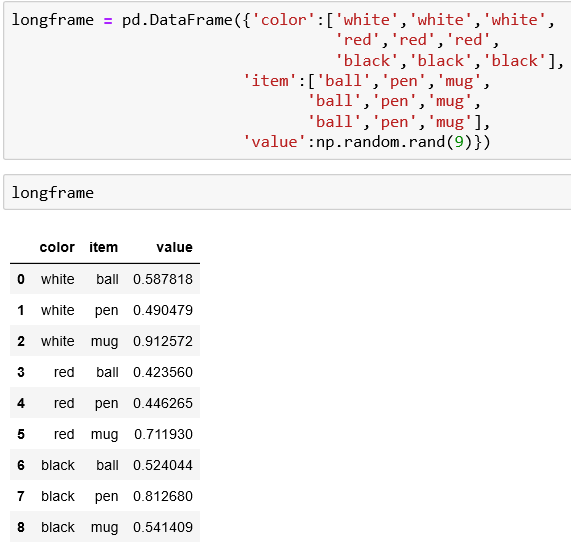 longframe = pd.DataFrame({'color':['white','white','white',
'red','red','red',
'black','black','black'],
'item':['ball','pen','mug',
'ball','pen','mug',
'ball','pen','mug'],
'value':np.random.rand(9)})
longframe
color item value
0 white ball 0.587818
1 white pen 0.490479
2 white mug 0.912572
3 red ball 0.423560
4 red pen 0.446265
5 red mug 0.711930
6 black ball 0.524044
7 black pen 0.812680
8 black mug 0.541409